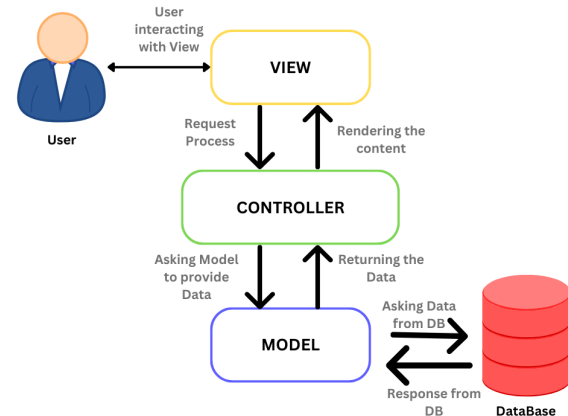 User
interacting
with View
VIEW
User
Request
Process
Rendering the
content
CONTROLLER
Asking Model
to provide
Data
Returning the
Data
Asking Data
from DB
MODEL
Response from
DB
DataBase